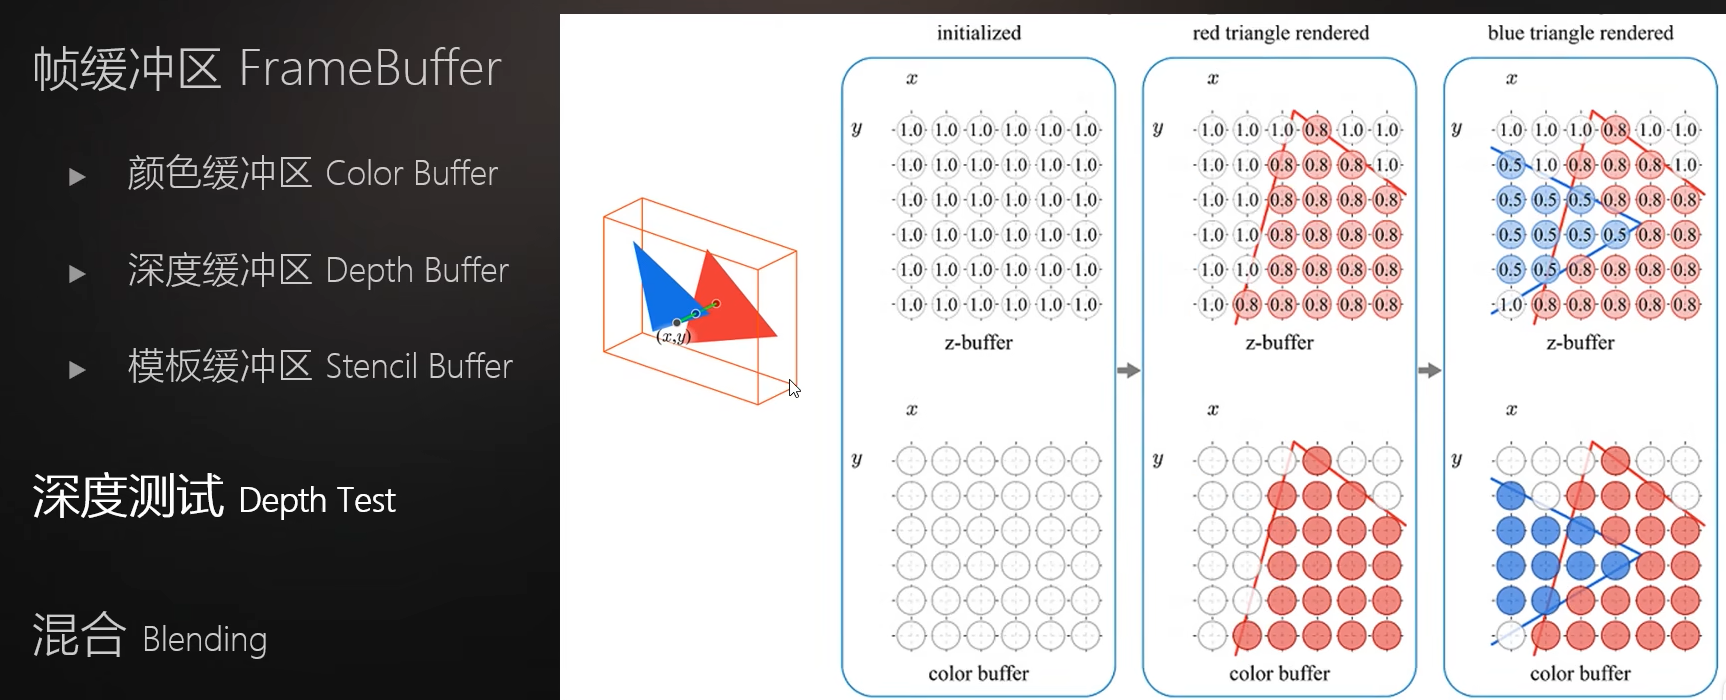 帧缓冲区 FrameBuffer
颜色缓冲区 Color Buffer
深度缓冲区 Depth Buffer
模板缓冲区 Stencil Buffer
深度测试 Depth Test
混合 Blending
(x,y)
initialized
x
y
1.0 1.0 1.0 1.0 1.0 1.0
1.0 1.0 1.0 1.0 1.0 1.0
1.0 1.0 1.0 1.0 1.0 1.0
1.0 1.0 1.0 1.0 1.0 1.0
1.0 1.0 1.0 1.0 1.0 1.0
1.0 1.0 1.0 1.0 1.0 1.0
z-buffer
x
y
color buffer
red triangle rendered
x
y
1.0 1.0 1.0 0.8 1.0 1.0
1.0 1.0 0.8 0.8 0.8 1.0
1.0 1.0 0.8 0.8 0.8 0.8
1.0 1.0 0.8 0.8 0.8 0.8
1.0 1.0 0.8 0.8 0.8 0.8
1.0 0.8 0.8 0.8 0.8 0.8
z-buffer
x
y
color buffer
blue triangle rendered
x
y
1.0 1.0 1.0 0.8 1.0 1.0
0.5 1.0 0.8 0.8 0.8 1.0
0.5 0.5 0.5 0.8 0.8 0.8
0.5 0.5 0.5 0.5 0.8 0.8
0.5 0.5 0.8 0.8 0.8 0.8
1.0 0.8 0.8 0.8 0.8 0.8
z-buffer
x
y
color buffer